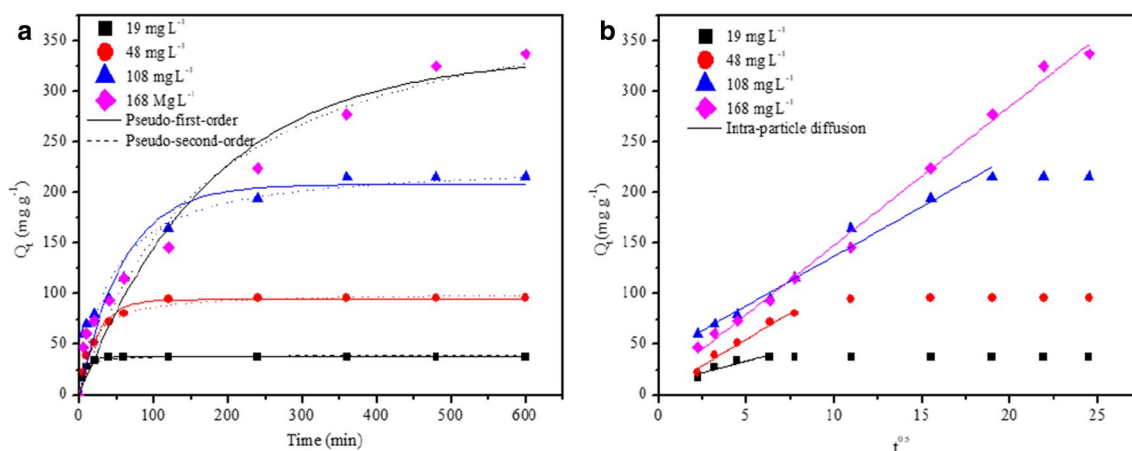 a
19 mg L⁻¹
48 mg L⁻¹
108 mg L⁻¹
168 Mg L⁻¹
Pseudo-first-order
Pseudo-second-order
350
300
250
200
150
100
50
0
Qₜ (mg g⁻¹)
0 100 200 300 400 500 600
Time (min)
b
19 mg L⁻¹
48 mg L⁻¹
108 mg L⁻¹
168 mg L⁻¹
Intra-particle diffusion
350
300
250
200
150
100
50
0
Qₜ(mg g⁻¹)
0 5 10 15 20 25
t⁰·⁵